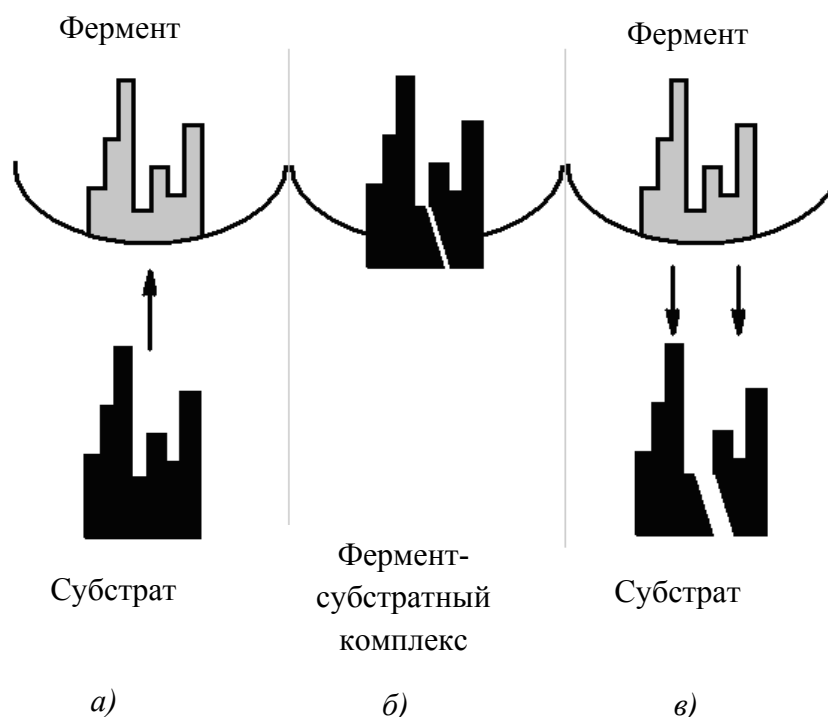 Фермент
Фермент
Субстрат
Фермент-
субстратный
комплекс
Субстрат
а)
б)
в)